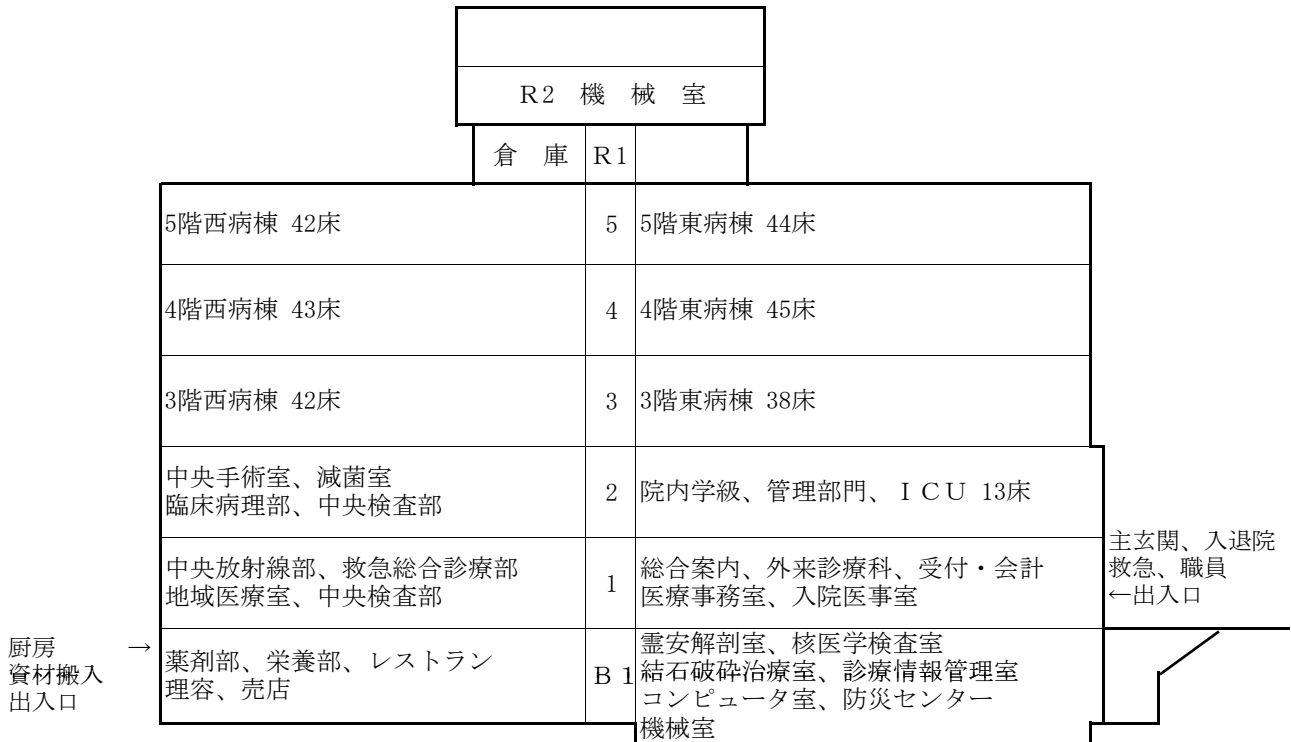 R2 機 械 室
倉 庫 R1
5階西病棟 42床 5 5階東病棟 44床
4階西病棟 43床 4 4階東病棟 45床
3階西病棟 42床 3 3階東病棟 38床
中央手術室、減菌室
臨床病理部、中央検査部
2
院内学級、管理部門、ＩＣＵ 13床
中央放射線部、救急総合診療部
地域医療室、中央検査部
1
総合案内、外来診療科、受付・会計
医療事務室、入院医事室
主玄関、入退院
救急、職員
←出入口
厨房 →
資材搬入
出入口
薬剤部、栄養部、レストラン
理容、売店
B1
霊安解剖室、核医学検査室
結石破砕治療室、診療情報管理室
コンピュータ室、防災センター
機械室